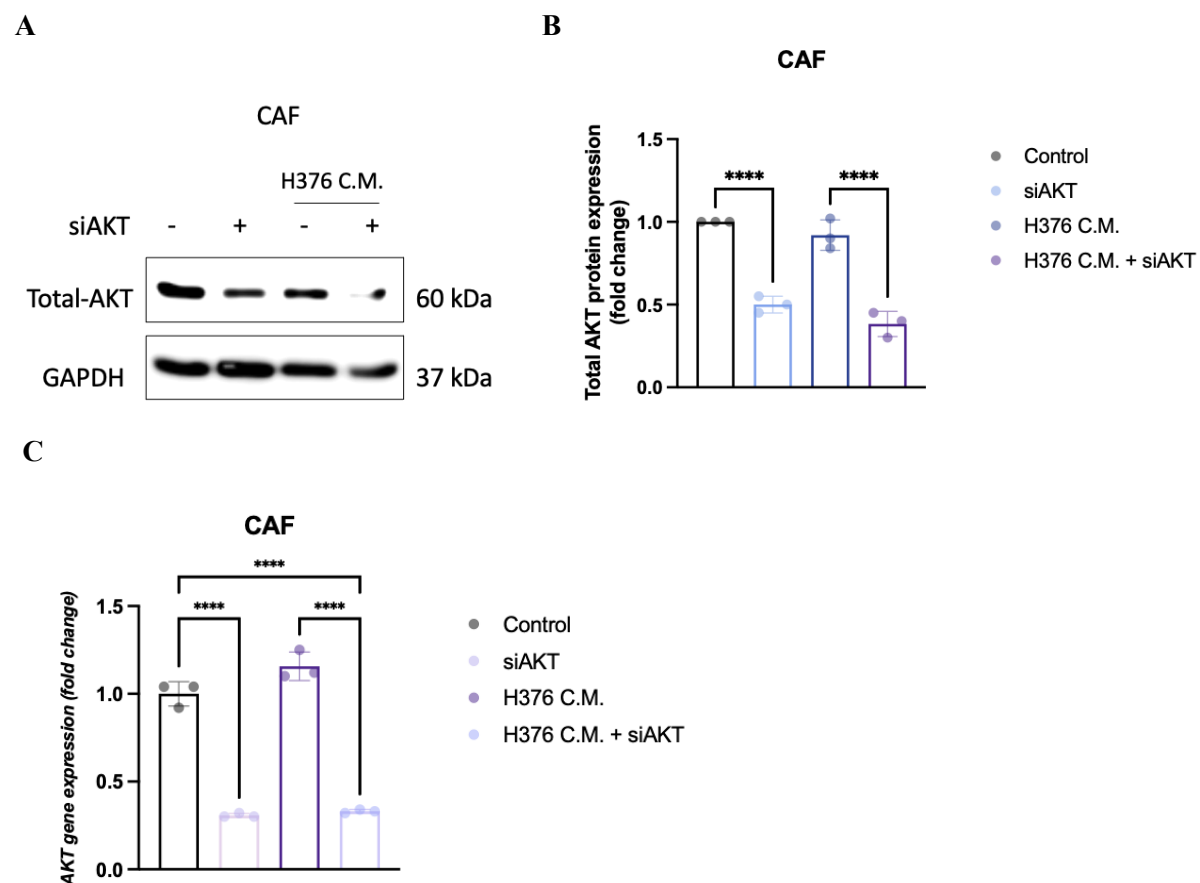 A
CAF
H376 C.M.
siAKT - + - +
Total-AKT 60 kDa
GAPDH 37 kDa
B
CAF
Total AKT protein expression
(fold change)
1.5
1.0
0.5
0.0
**** ****
Control
siAKT
H376 C.M.
H376 C.M. + siAKT
C
CAF
AKT gene expression (fold change)
1.5
1.0
0.5
0.0
****
**** ****
Control
siAKT
H376 C.M.
H376 C.M. + siAKT